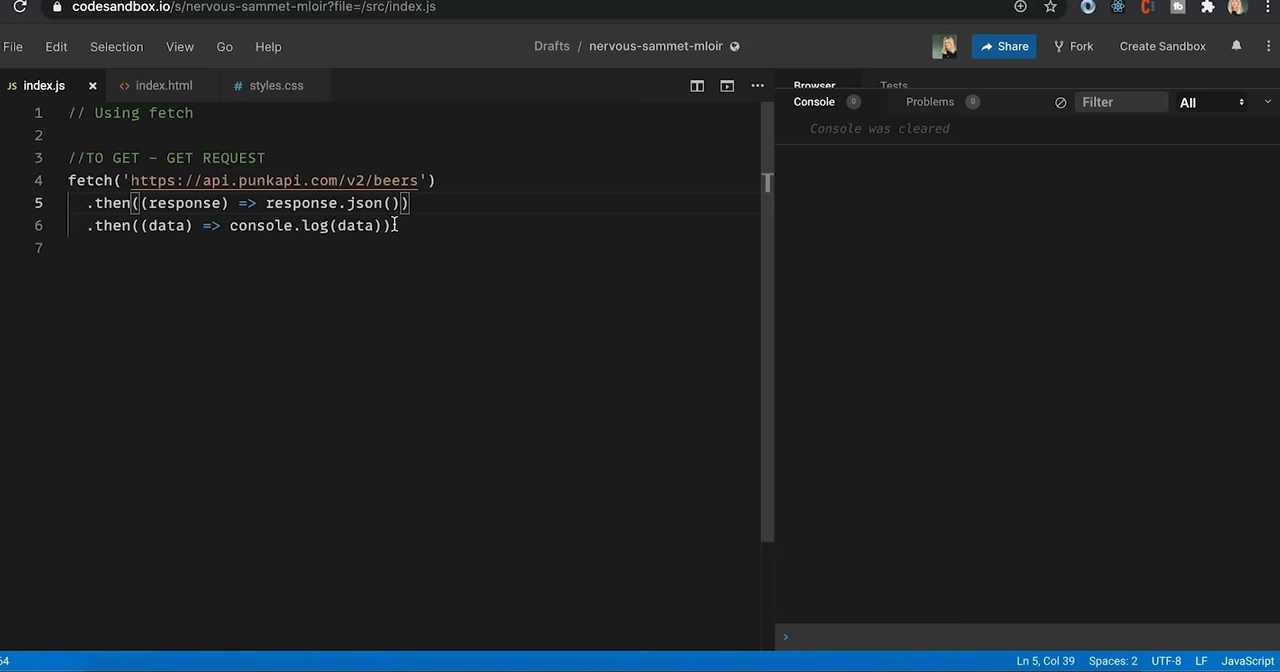 codesandbox.io/s/nervous-sammet-mloir?file=/src/index.js
File Edit Selection View Go Help
Drafts / nervous-sammet-mloir
Share Fork Create Sandbox
JS index.js × <> index.html # styles.css
Browser Tests
Console 0 Problems 0 Filter All
Console was cleared
1 // Using fetch
2
3 //TO GET - GET REQUEST
4 fetch('https://api.punkapi.com/v2/beers')
5 .then((response) => response.json())
6 .then((data) => console.log(data))
7
›
64 Ln 5, Col 39 Spaces: 2 UTF-8 LF JavaScript